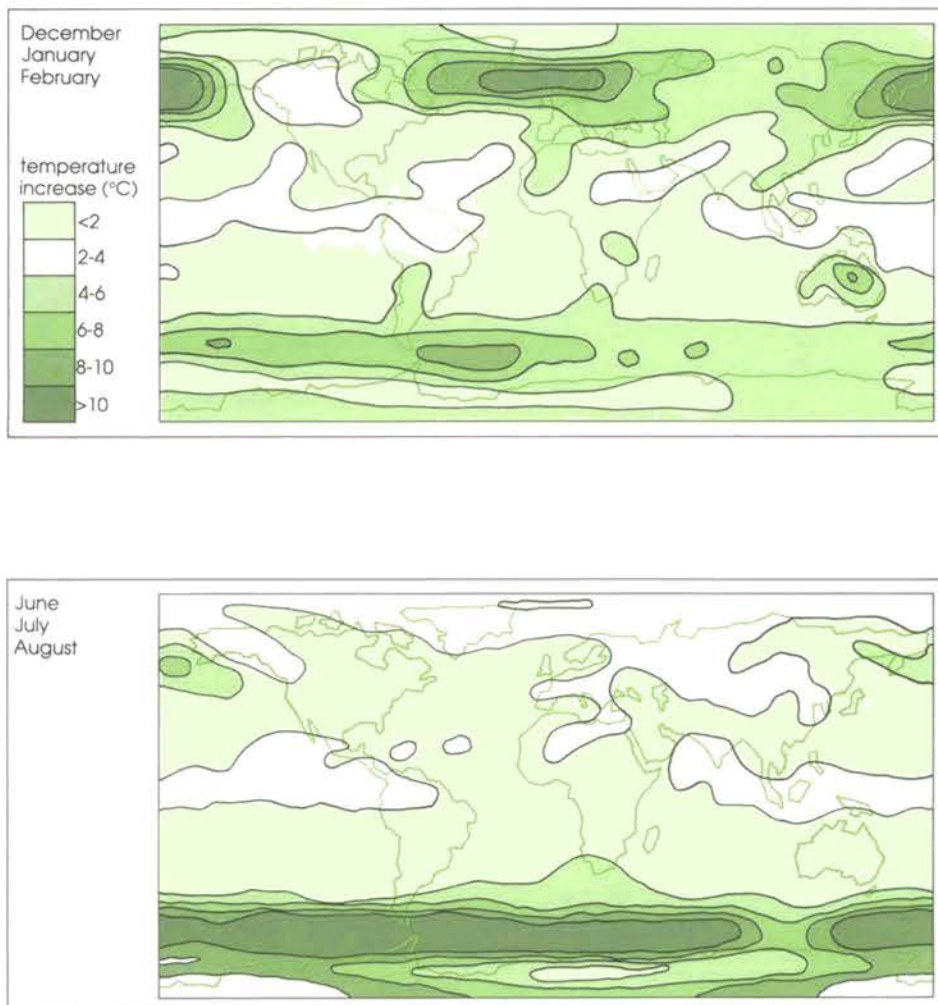 December
January
February
temperature
increase (°C)
<2
2-4
4-6
6-8
8-10
>10
June
July
August